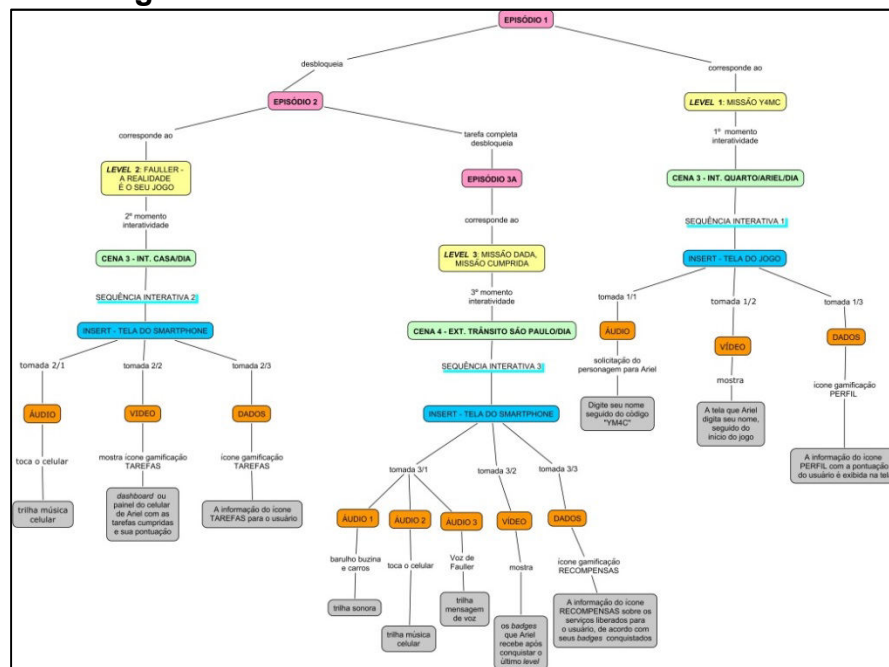 EPISÓDIO 1
desbloqueia
corresponde ao
EPISÓDIO 2
LEVEL 1: MISSÃO Y4MC
corresponde ao
tarefa completa
desbloqueia
1º momento
interatividade
LEVEL 2: FAULLER -
A REALIDADE
É O SEU JOGO
EPISÓDIO 3A
CENA 3 - INT. QUARTO/ARIEL/DIA
2º momento
interatividade
corresponde ao
SEQUÊNCIA INTERATIVA 1
CENA 3 - INT. CASA/DIA
LEVEL 3: MISSÃO DADA,
MISSÃO CUMPRIDA
INSERT - TELA DO JOGO
SEQUÊNCIA INTERATIVA 2
3º momento
interatividade
tomada 1/1
tomada 1/2
tomada 1/3
INSERT - TELA DO SMARTPHONE
CENA 4 - EXT. TRÂNSITO SÃO PAULO/DIA
ÁUDIO
VÍDEO
DADOS
tomada 2/1
tomada 2/2
tomada 2/3
SEQUÊNCIA INTERATIVA 3
solicitação do
personagem para Ariel
mostra
ícone gamificação
PERFIL
ÁUDIO
VIDEO
DADOS
INSERT - TELA DO SMARTPHONE
Digite seu nome
seguido do código
"YM4C"
A tela que Ariel
digita seu nome,
seguido do
início do jogo
A informação do ícone
PERFIL com a pontuação
do usuário é exibida na tela
toca o celular
mostra ícone gamificação
TAREFAS
ícone gamificação
TAREFAS
tomada 3/1
tomada 3/2
tomada 3/3
trilha música
celular
dashboard ou
painel do celular
de Ariel com as
tarefas cumpridas
e sua pontuação
A informação do ícone
TAREFAS para o usuário
ÁUDIO 1
ÁUDIO 2
ÁUDIO 3
VÍDEO
DADOS
barulho buzina
e carros
toca o celular
Voz de
Fauller
mostra
ícone gamificação
RECOMPENSAS
trilha sonora
trilha música
celular
trilha
mensagem
de voz
os badges
que Ariel
recebe após
conquistar o
último level
A informação do ícone
RECOMPENSAS sobre os
serviços liberados para
o usuário, de acordo com
seus badges conquistados